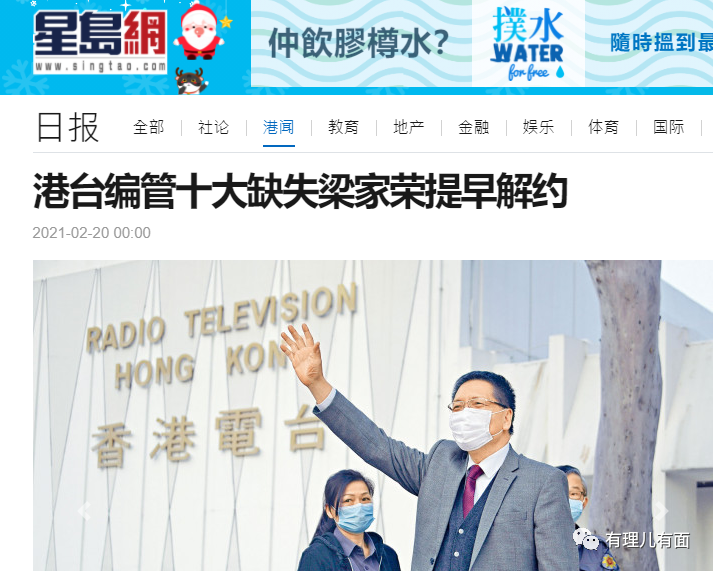 星島網
www.singtao.com
仲飲膠樽水?
撲水
WATER
for free
隨時搵到最
日报 全部 社论 港闻 教育 地产 金融 娱乐 体育 国际
港台编管十大缺失梁家荣提早解约
2021-02-20 00:00
RADIO TELEVISION
HONG KON
香港電台
有理儿有面